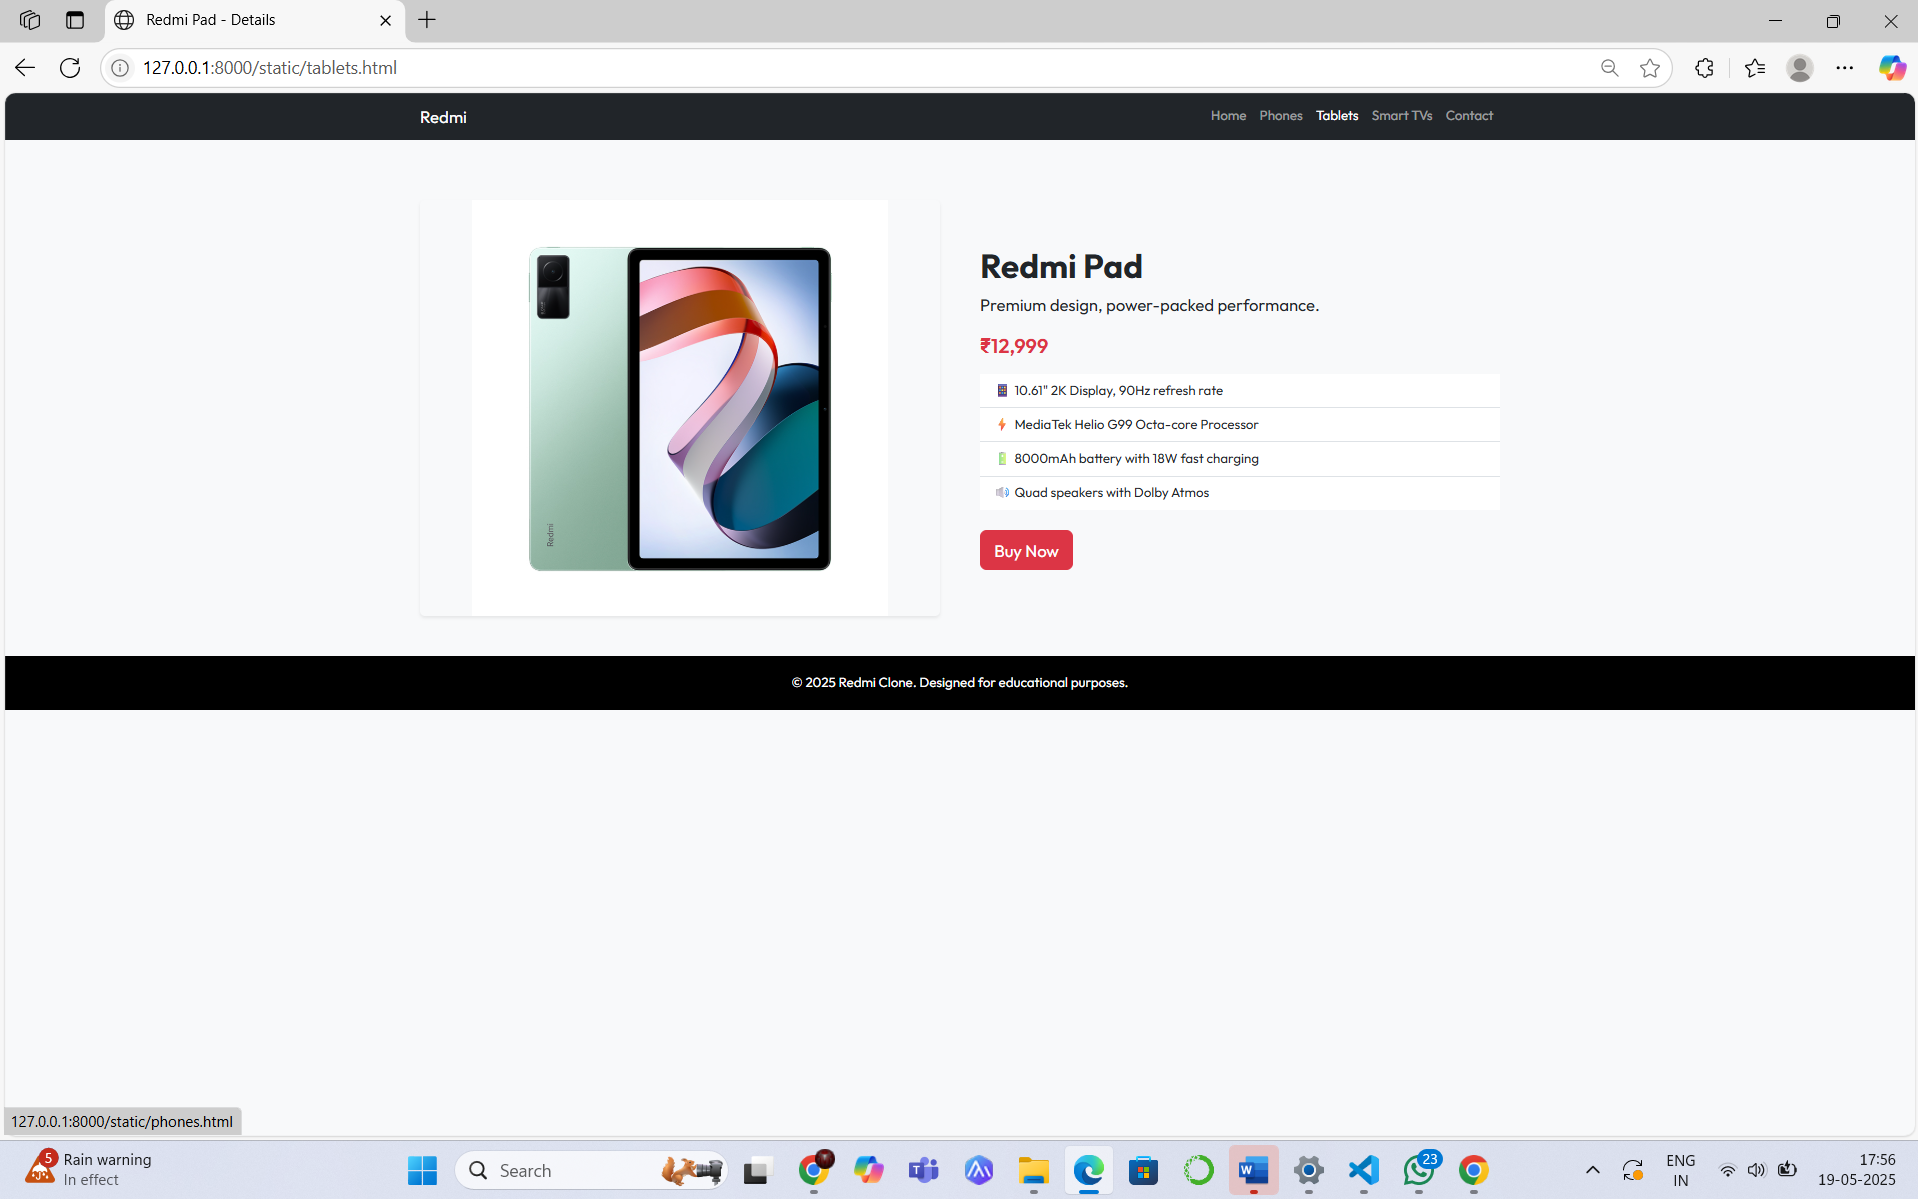 Redmi Pad - Details
127.0.0.1:8000/static/tablets.html
Redmi
Home Phones Tablets Smart TVs Contact
Redmi
Redmi Pad
Premium design, power-packed performance.
₹12,999
10.61" 2K Display, 90Hz refresh rate
MediaTek Helio G99 Octa-core Processor
8000mAh battery with 18W fast charging
Quad speakers with Dolby Atmos
Buy Now
© 2025 Redmi Clone. Designed for educational purposes.
127.0.0.1:8000/static/phones.html
5
Rain warning
In effect
Search
23
ENG
IN
17:56
19-05-2025